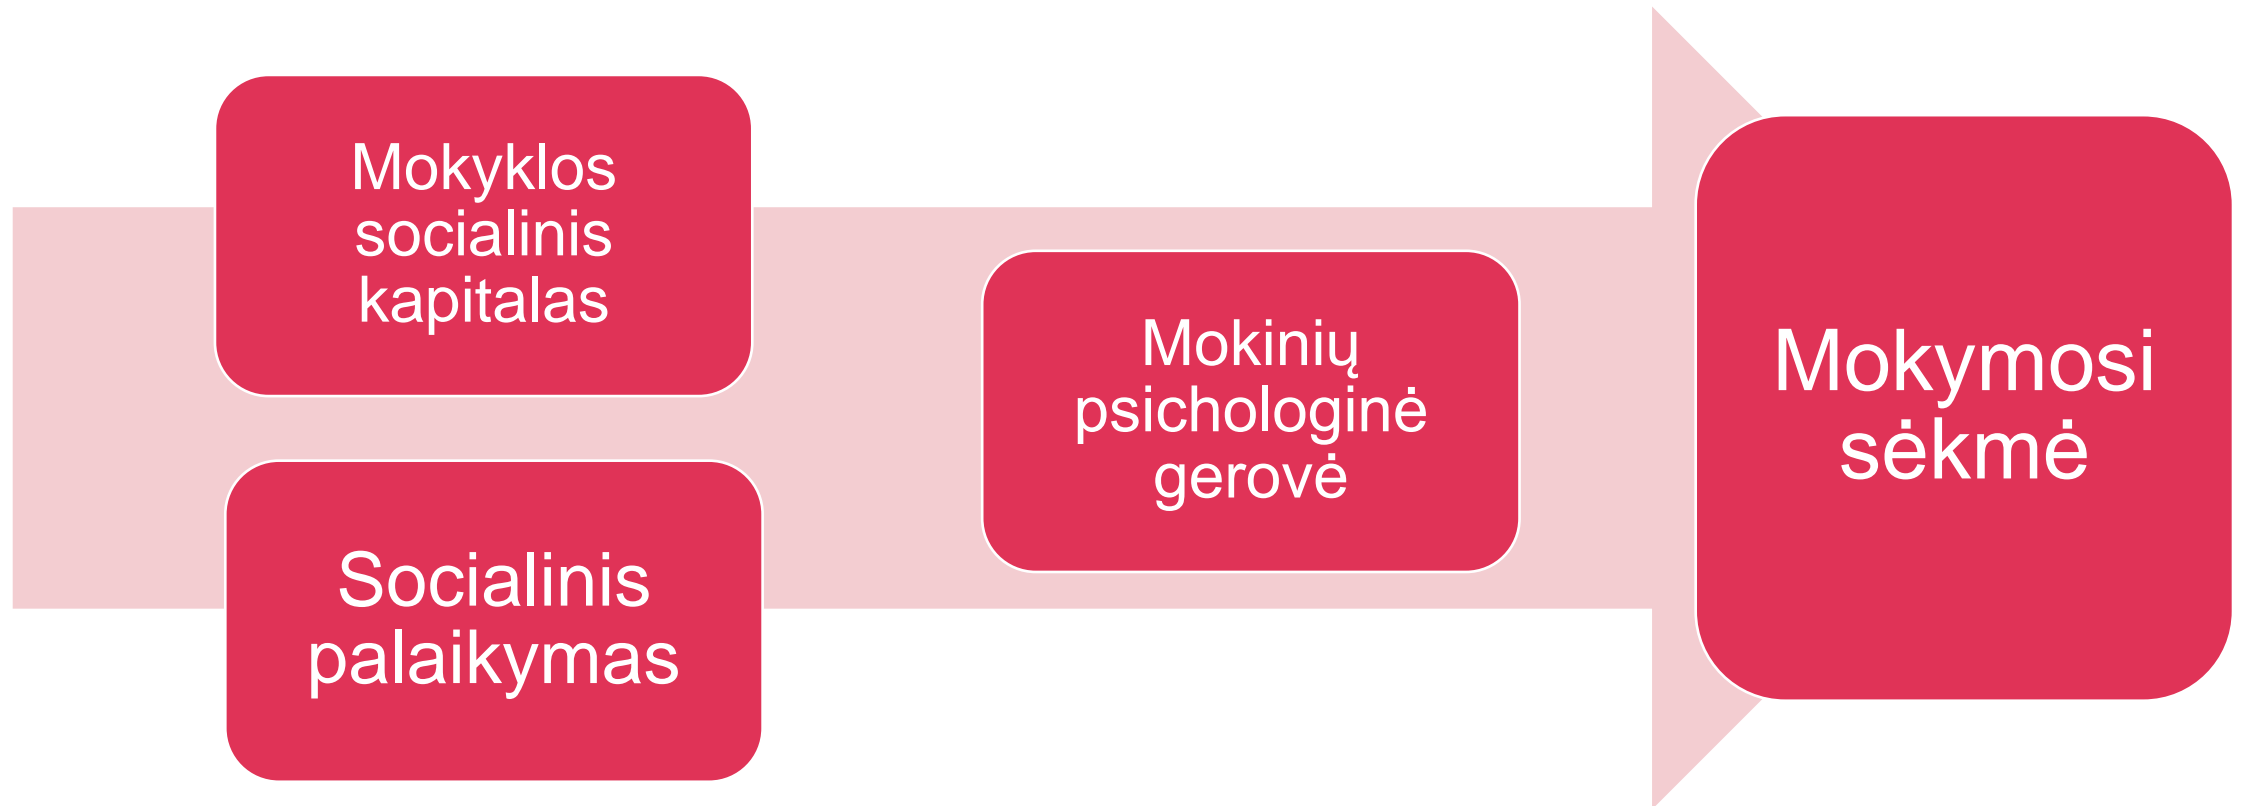 Mokyklos
socialinis
kapitalas
Socialinis
palaikymas
Mokinių
psichologinė
gerovė
Mokymosi
sėkmė